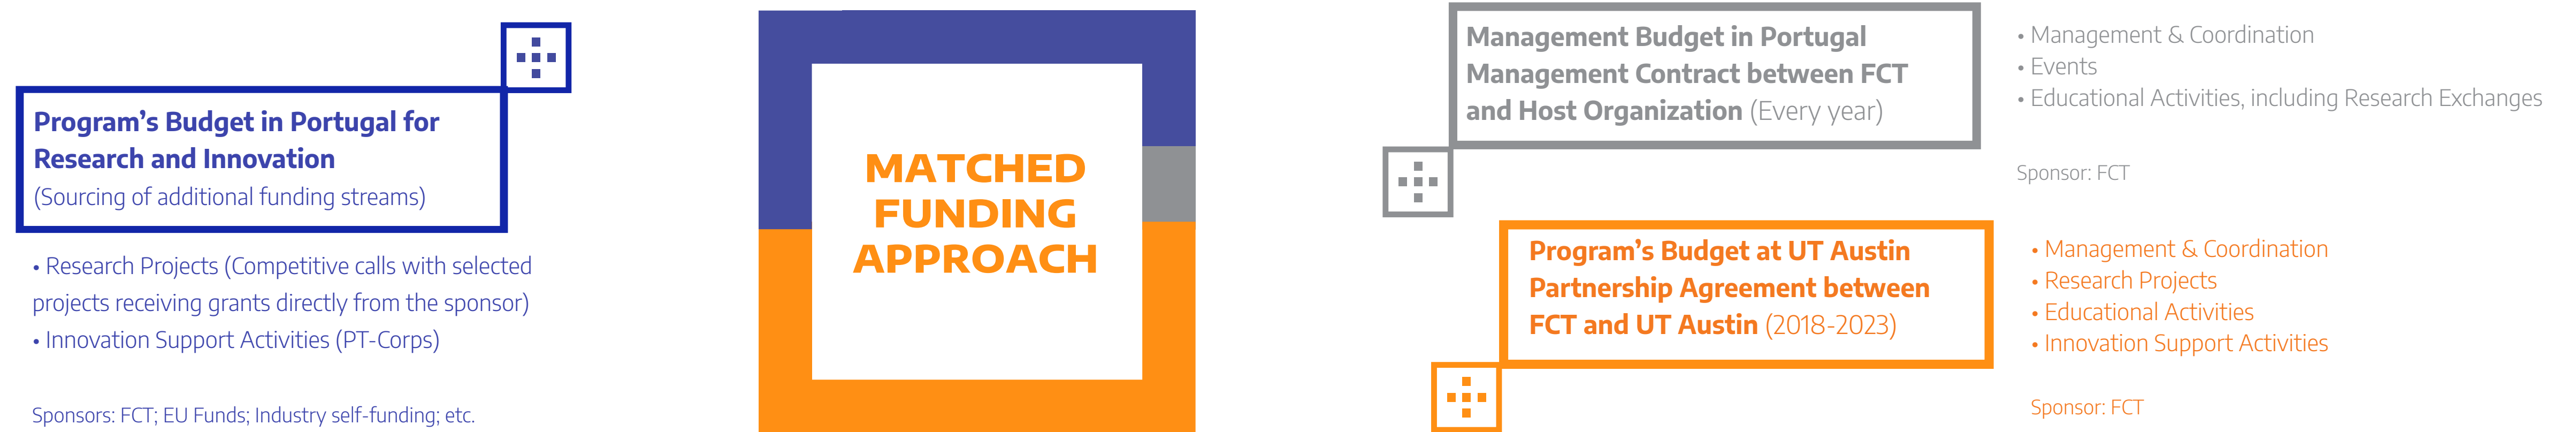 Program’s Budget in Portugal for
Research and Innovation
(Sourcing of additional funding streams)
• Research Projects (Competitive calls with selected
projects receiving grants directly from the sponsor)
• Innovation Support Activities (PT-Corps)
Sponsors: FCT; EU Funds; Industry self-funding; etc.
MATCHED
FUNDING
APPROACH
Management Budget in Portugal
Management Contract between FCT
and Host Organization (Every year)
• Management & Coordination
• Events
• Educational Activities, including Research Exchanges
Sponsor: FCT
Program’s Budget at UT Austin
Partnership Agreement between
FCT and UT Austin (2018-2023)
• Management & Coordination
• Research Projects
• Educational Activities
• Innovation Support Activities
Sponsor: FCT